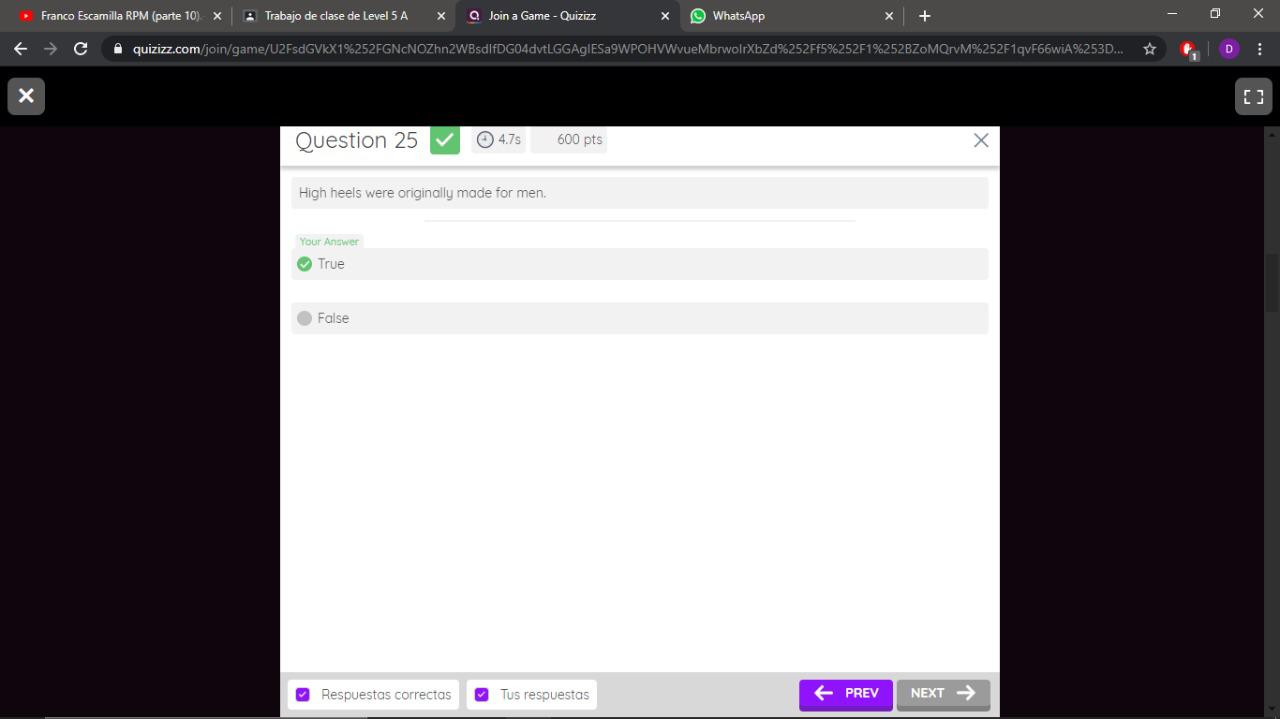 Franco Escamilla RPM (parte 10).
Trabajo de clase de Level 5 A
Join a Game - Quizizz
WhatsApp
quizizz.com/join/game/U2FsdGVkX1%252FGNcNOZhn2WBsdIfDG04dvtLGGAglESa9WPOHVWvueMbrwoIrXbZd%252Ff5%252F1%252BZoMQrvM%252F1qvF66wiA%253D...
1
D
Question 25
4.7s
600 pts
High heels were originally made for men.
Your Answer
True
False
Respuestas correctas
Tus respuestas
PREV
NEXT